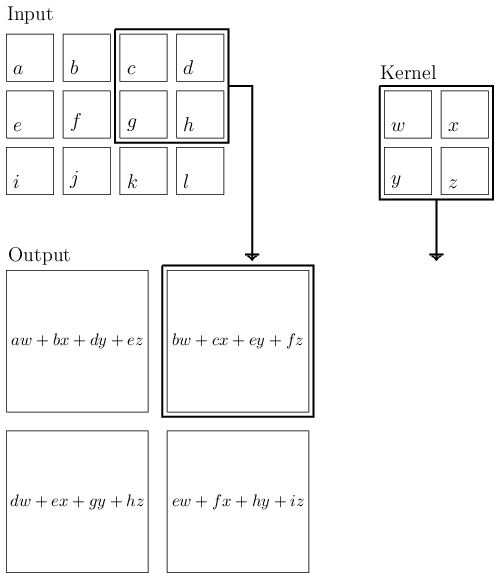 Input
a b c d
e f g h
i j k l
Kernel
w x
y z
Output
aw + bx + dy + ez
bw + cx + ey + fz
dw + ex + gy + hz
ew + fx + hy + iz